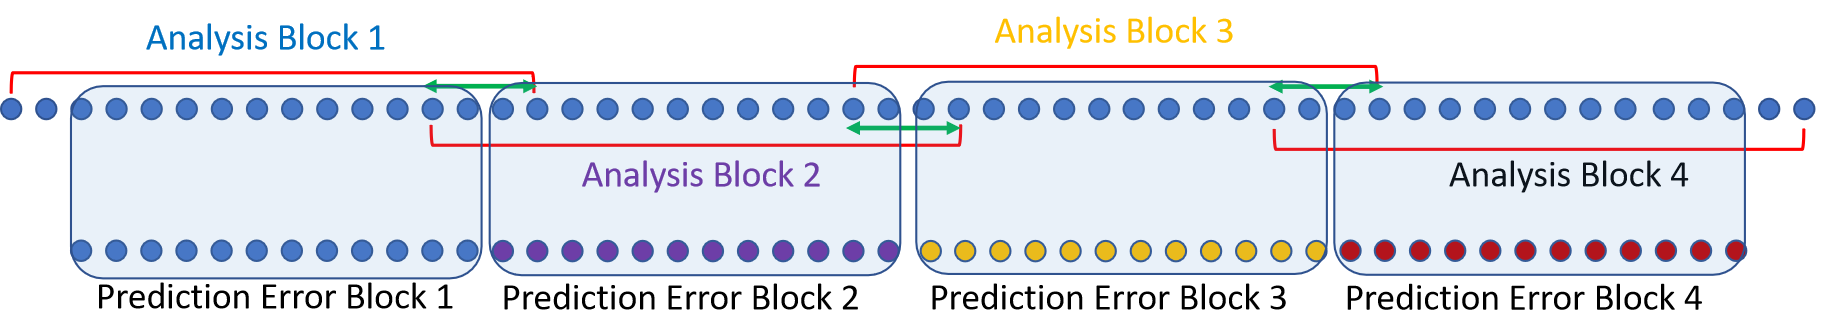 Analysis Block 1
Analysis Block 3
Analysis Block 2
Analysis Block 4
Prediction Error Block 1
Prediction Error Block 2
Prediction Error Block 3
Prediction Error Block 4